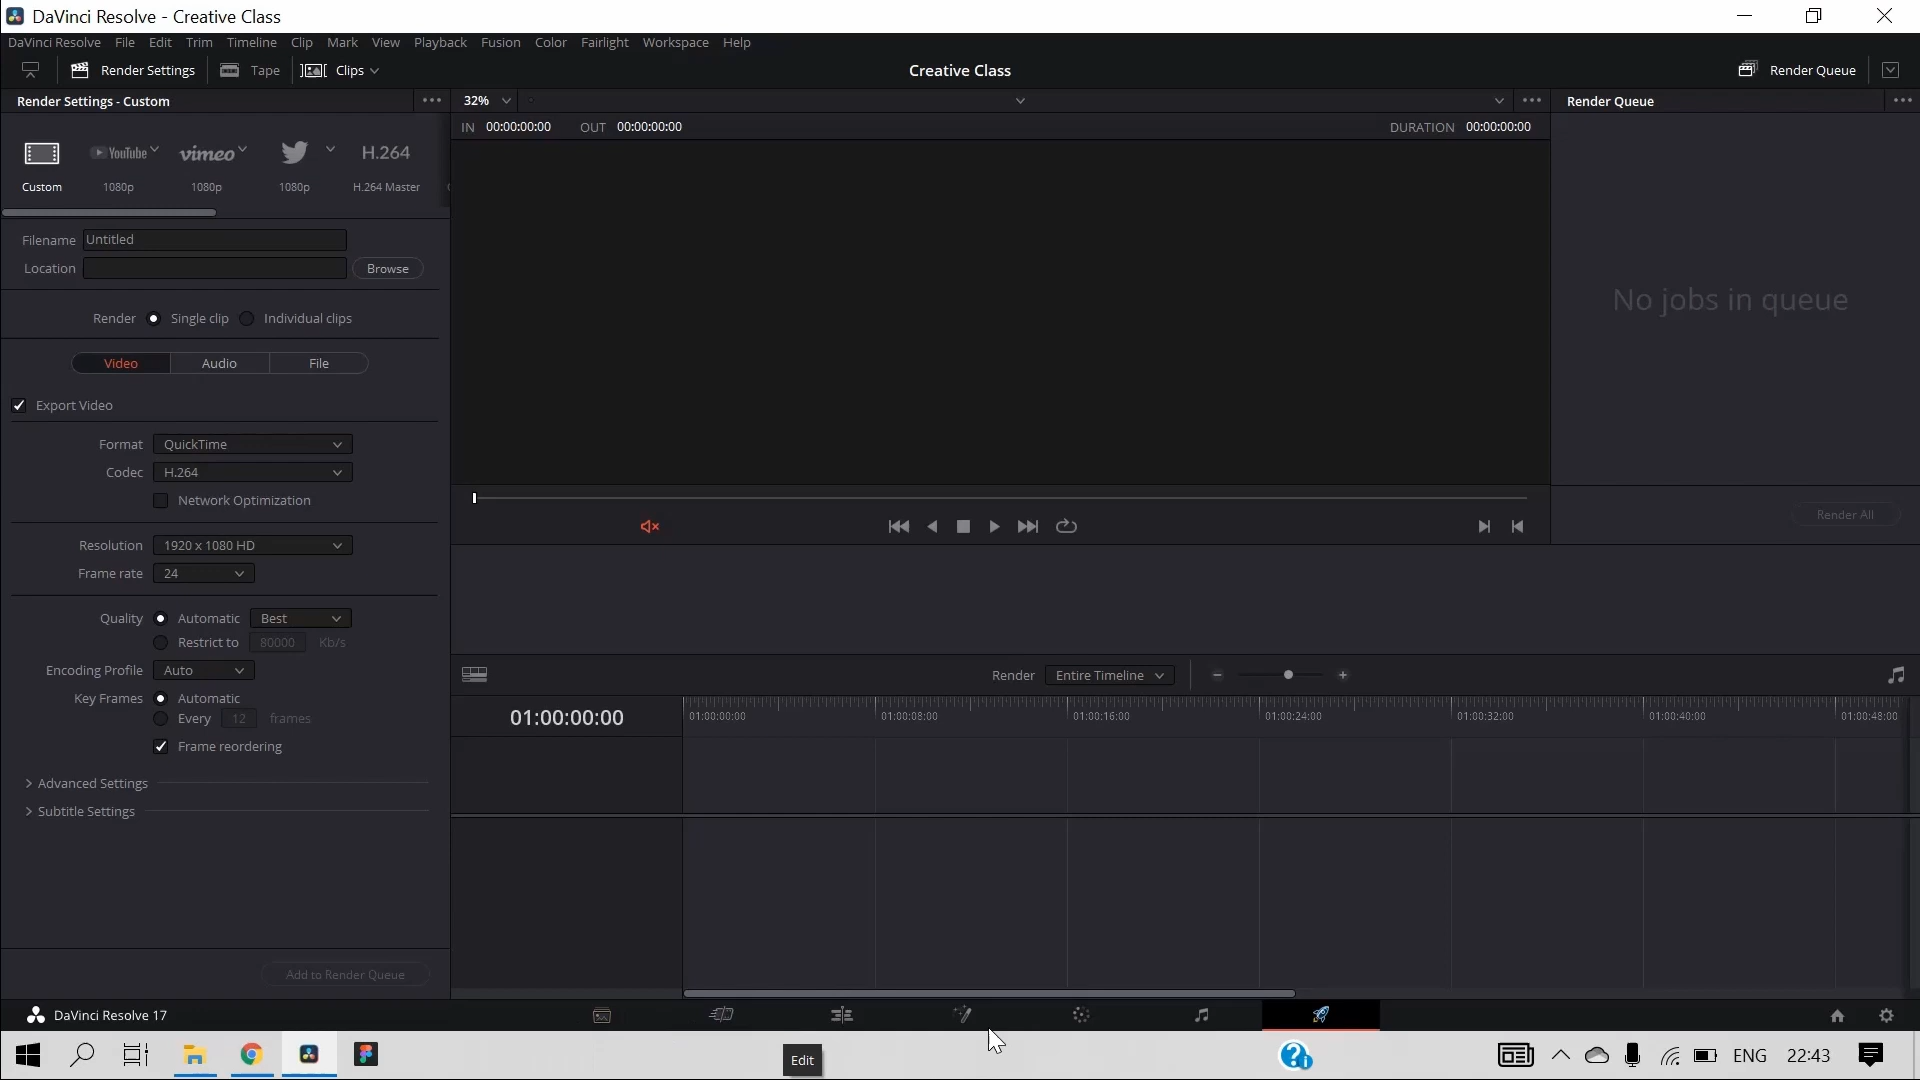 DaVinci Resolve - Creative Class
DaVinci Resolve File Edit Trim Timeline Clip Mark View Playback Fusion Color Fairlight Workspace Help
Render Settings Tape Clips Creative Class Render Queue
Render Settings - Custom 32% Render Queue
IN 00:00:00:00 OUT 00:00:00:00 DURATION 00:00:00:00
YouTube vimeo H.264
Custom 1080p 1080p 1080p H.264 Master
Filename Untitled
Location Browse
No jobs in queue
Render Single clip Individual clips
Video Audio File
Export Video
Format QuickTime
Codec H.264
Network Optimization
Render All
Resolution 1920 x 1080 HD
Frame rate 24
Quality Automatic Best
Restrict to 80000 Kb/s
Encoding Profile Auto
Render Entire Timeline
Key Frames Automatic
Every 12 frames
01:00:00:00 01:00:00:00 01:00:08:00 01:00:16:00 01:00:24:00 01:00:32:00 01:00:40:00 01:00:48:00
Frame reordering
Advanced Settings
Subtitle Settings
Add to Render Queue
DaVinci Resolve 17
Edit
ENG 22:43